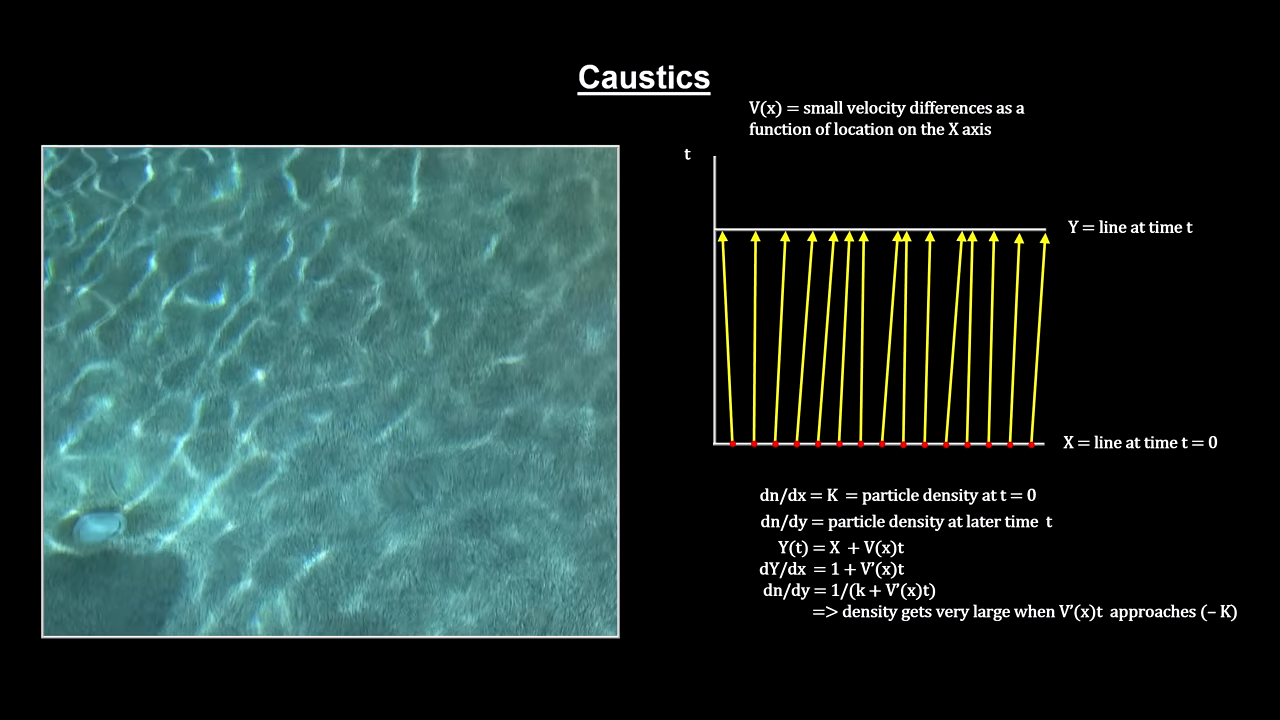 Caustics
V(x) = small velocity differences as a
function of location on the X axis
t
Y = line at time t
X = line at time t = 0
dn/dx = K = particle density at t = 0
dn/dy = particle density at later time t
Y(t) = X + V(x)t
dY/dx = 1 + V'(x)t
dn/dy = 1/(k + V'(x)t)
=> density gets very large when V'(x)t approaches (– K)